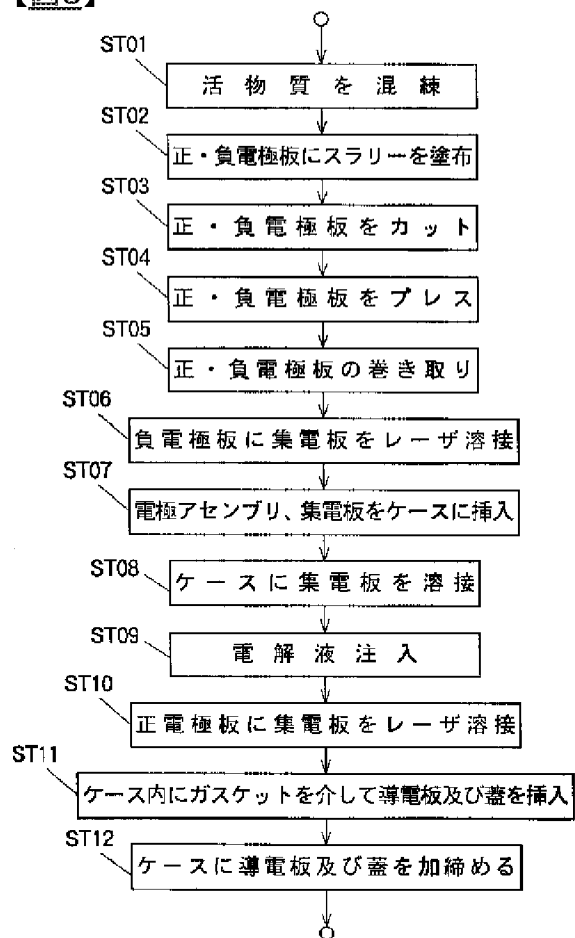 ST01
活物質を混練
ST02
正・負電極板にスラリーを塗布
ST03
正・負電極板をカット
ST04
正・負電極板をプレス
ST05
正・負電極板の巻き取り
ST06
負電極板に集電板をレーザ溶接
ST07
電極アセンブリ、集電板をケースに挿入
ST08
ケースに集電板を溶接
ST09
電解液注入
ST10
正電極板に集電板をレーザ溶接
ST11
ケース内にガスケットを介して導電板及び蓋を挿入
ST12
ケースに導電板及び蓋を加締める